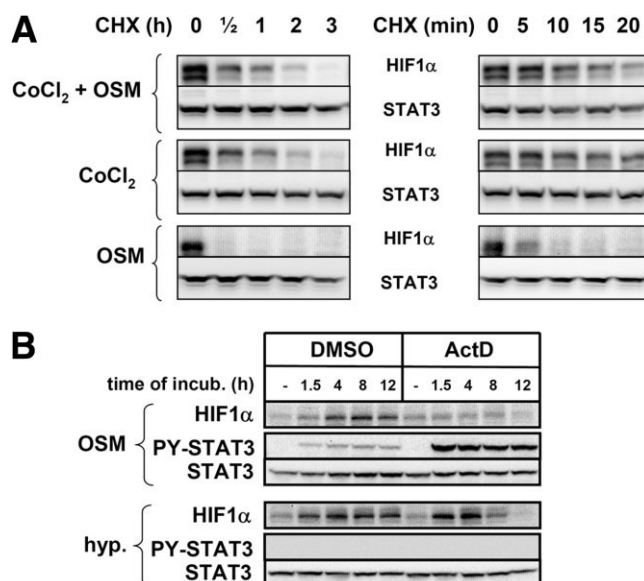 A CHX (h) 0 ½ 1 2 3 CHX (min) 0 5 10 15 20
CoCl2 + OSM HIF1α
STAT3
CoCl2 HIF1α
STAT3
OSM HIF1α
STAT3
B DMSO ActD
time of incub. (h) - 1.5 4 8 12 - 1.5 4 8 12
OSM HIF1α
PY-STAT3
STAT3
hyp. HIF1α
PY-STAT3
STAT3